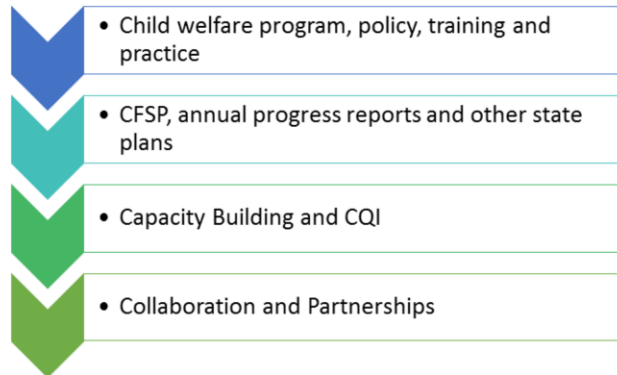 • Child welfare program, policy, training and
practice
• CFSP, annual progress reports and other state
plans
• Capacity Building and CQI
• Collaboration and Partnerships